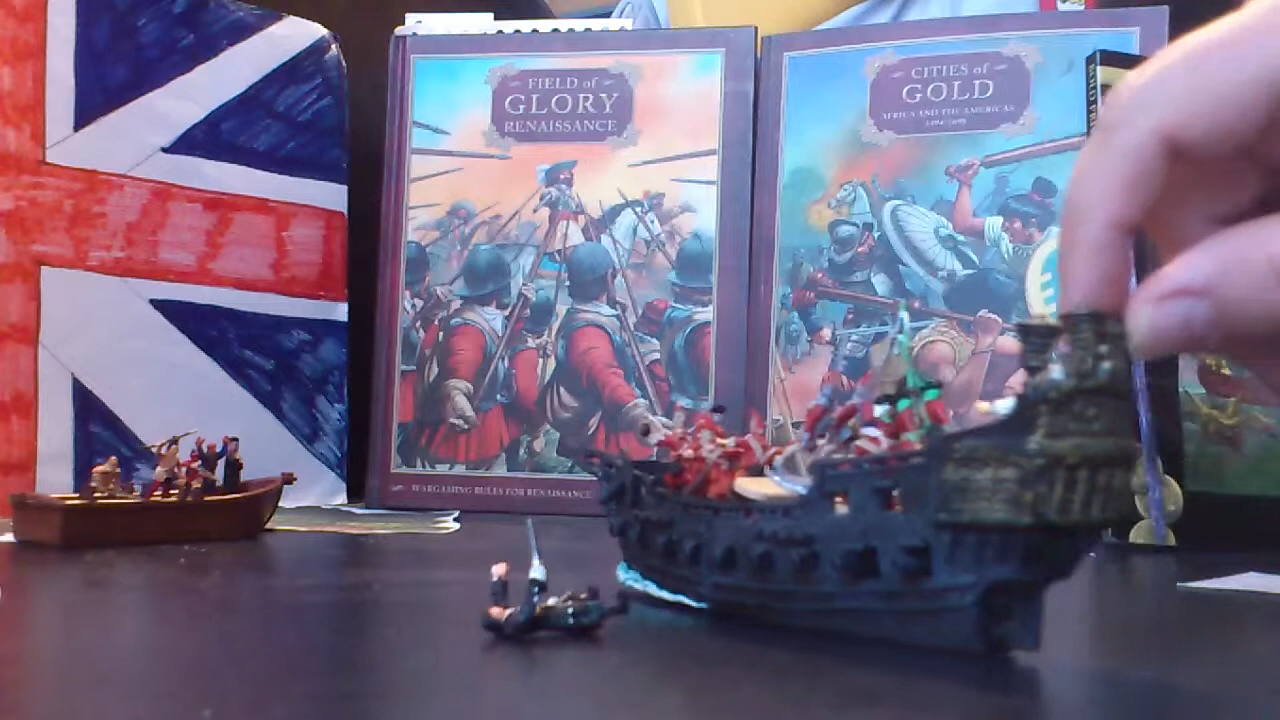 FIELD of
GLORY
RENAISSANCE
WARGAMING RULES FOR RENAISSANCE
CITIES of
GOLD
AFRICA AND THE AMERICAS